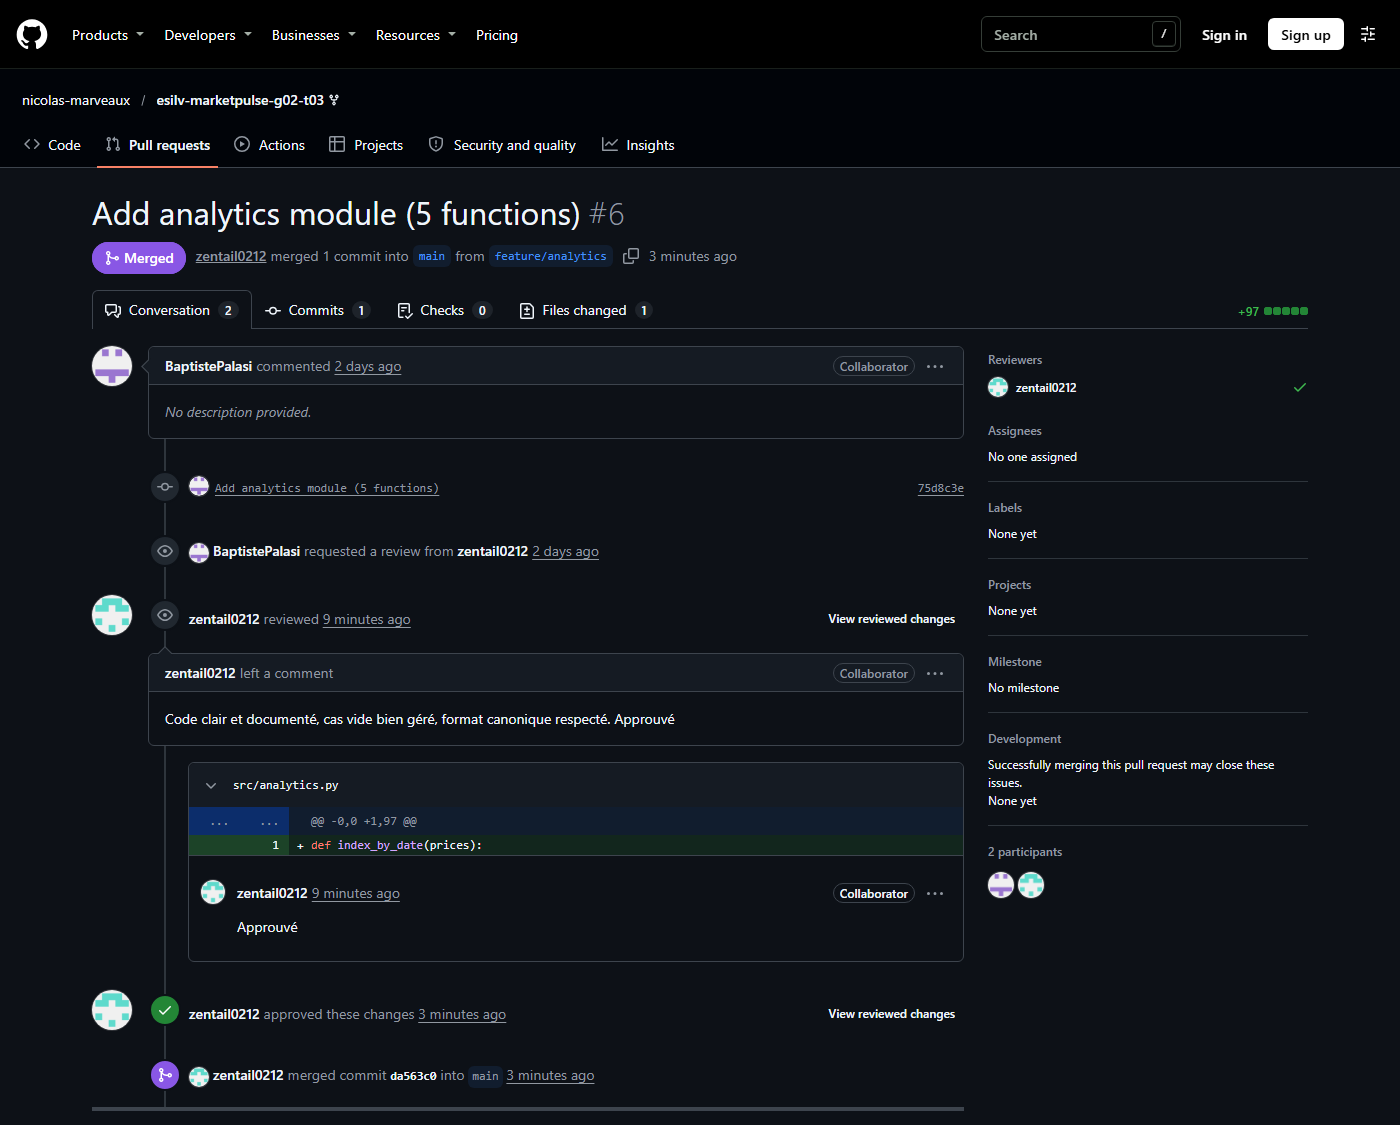 Products Developers Businesses Resources Pricing Search / Sign in Sign up
nicolas-marveaux / esilv-marketpulse-g02-t03
Code Pull requests Actions Projects Security and quality Insights
Add analytics module (5 functions) #6
Merged zentail0212 merged 1 commit into main from feature/analytics 3 minutes ago
Conversation 2 Commits 1 Checks 0 Files changed 1 +97
BaptistePalasi commented 2 days ago Collaborator ...
No description provided.
Add analytics module (5 functions) 75d8c3e
BaptistePalasi requested a review from zentail0212 2 days ago
zentail0212 reviewed 9 minutes ago View reviewed changes
zentail0212 left a comment Collaborator ...
Code clair et documenté, cas vide bien géré, format canonique respecté. Approuvé
src/analytics.py
... ... @@ -0,0 +1,97 @@
1 + def index_by_date(prices):
zentail0212 9 minutes ago Collaborator ...
Approuvé
zentail0212 approved these changes 3 minutes ago View reviewed changes
zentail0212 merged commit da563c0 into main 3 minutes ago
Reviewers
zentail0212
Assignees
No one assigned
Labels
None yet
Projects
None yet
Milestone
No milestone
Development
Successfully merging this pull request may close these
issues.
None yet
2 participants